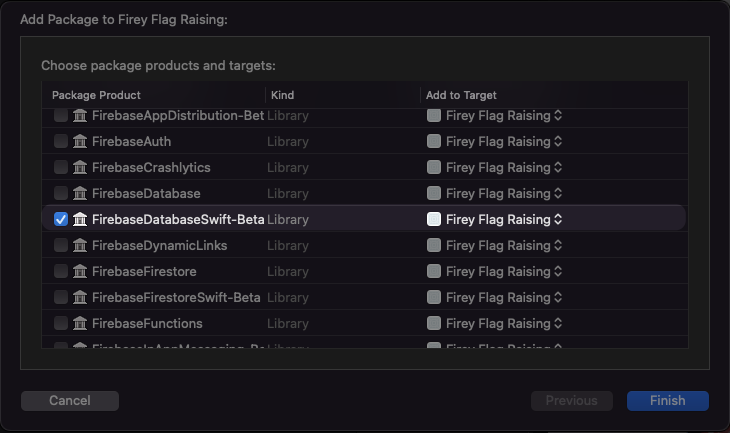 Add Package to Firey Flag Raising:
Choose package products and targets:
Package Product Kind Add to Target
FirebaseAppDistribution-Bet Library Firey Flag Raising
FirebaseAuth Library Firey Flag Raising
FirebaseCrashlytics Library Firey Flag Raising
FirebaseDatabase Library Firey Flag Raising
FirebaseDatabaseSwift-Beta Library Firey Flag Raising
FirebaseDynamicLinks Library Firey Flag Raising
FirebaseFirestore Library Firey Flag Raising
FirebaseFirestoreSwift-Beta Library Firey Flag Raising
FirebaseFunctions Library Firey Flag Raising
FirebaseInAppMessaging-Be Library Firey Flag Raising
Cancel Previous Finish